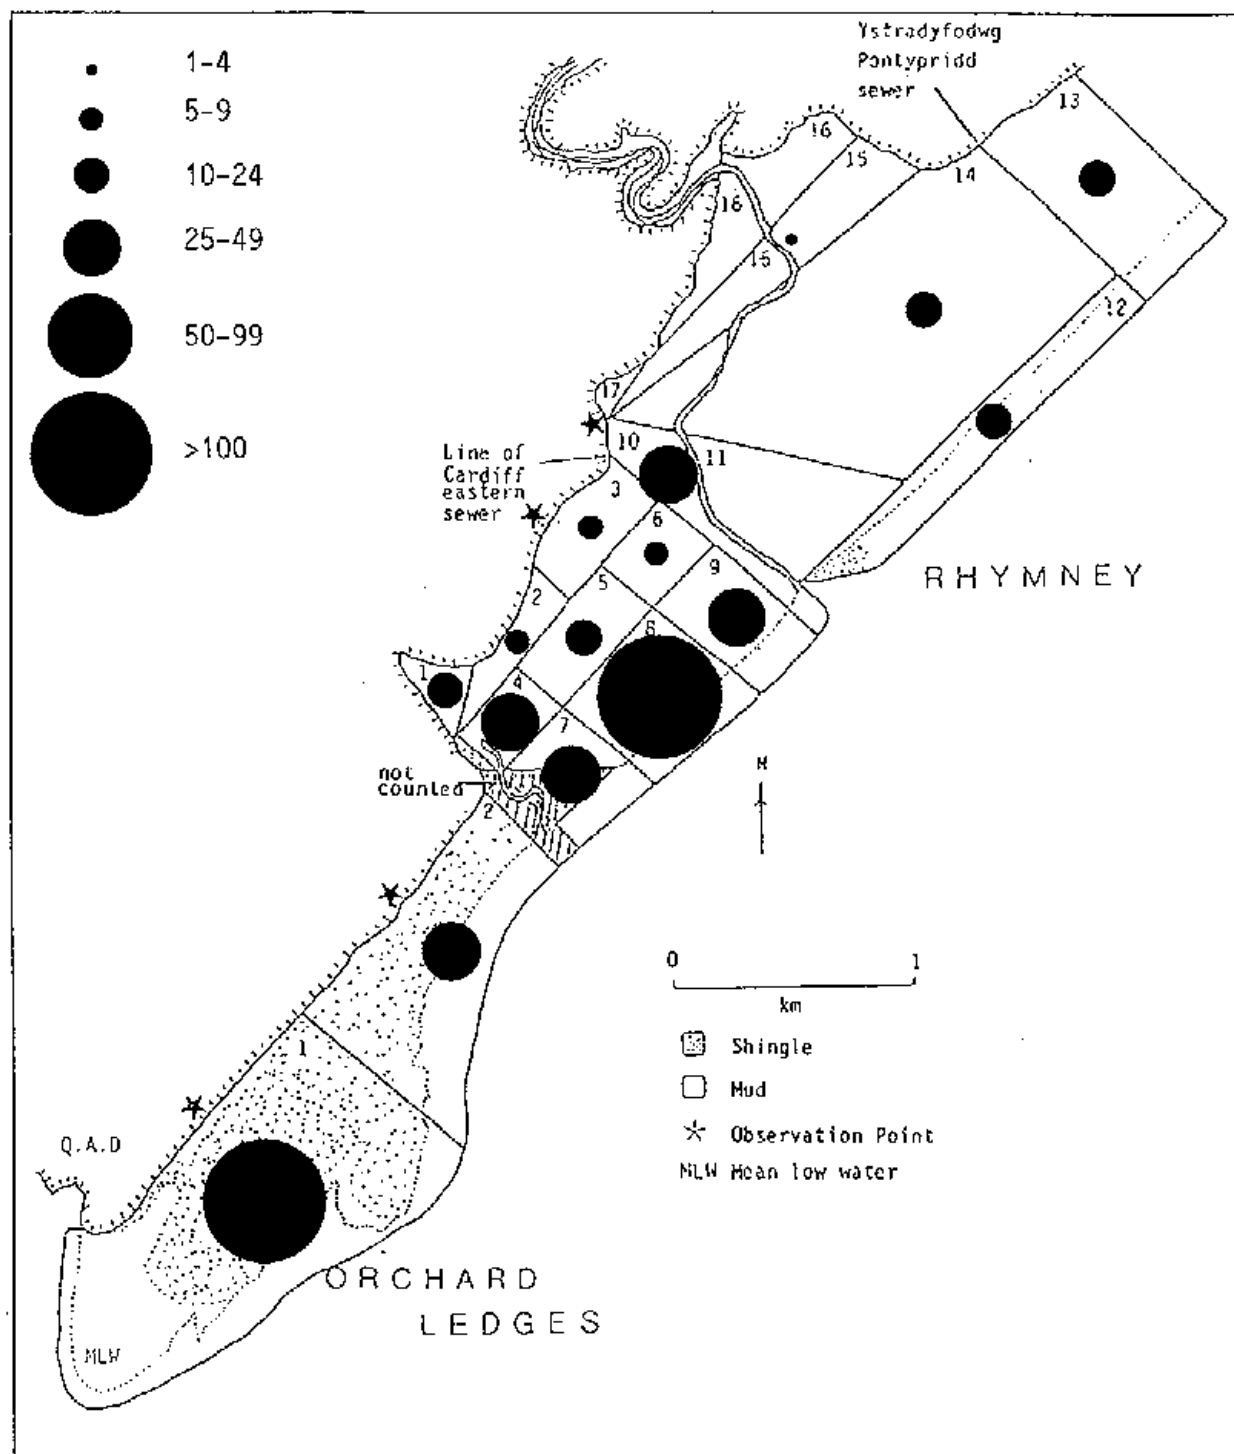 1-4
5-9
10-24
25-49
50-99
>100
Ystradyfodwg
Pontypridd
sewer
13
16
15
14
16
15
12
17
10
11
Line of
Cardiff
eastern
sewer
3
6
9
2
5
8
1
4
7
RHYMNEY
not
counted
2
N
0 1
km
Shingle
Mud
Observation Point
MLW Mean low water
1
Q.A.D
ORCHARD
LEDGES
MLW